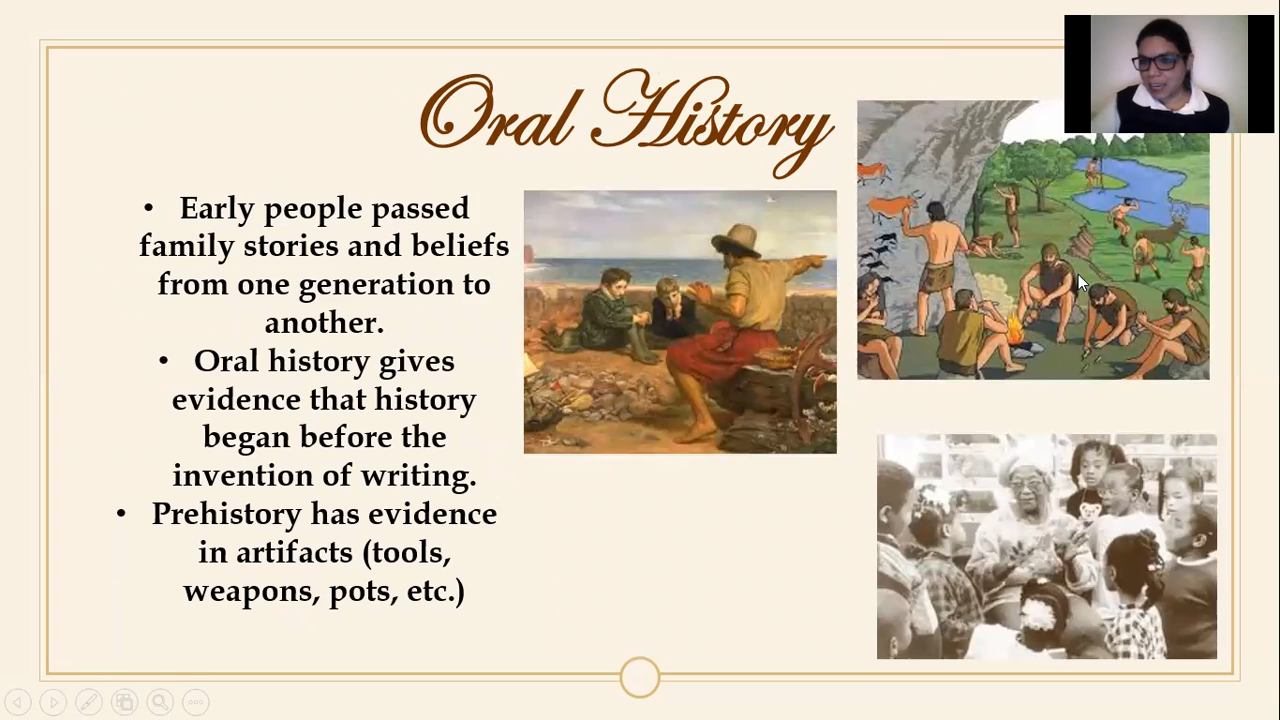 Oral History
• Early people passed
family stories and beliefs
from one generation to
another.
• Oral history gives
evidence that history
began before the
invention of writing.
• Prehistory has evidence
in artifacts (tools,
weapons, pots, etc.)